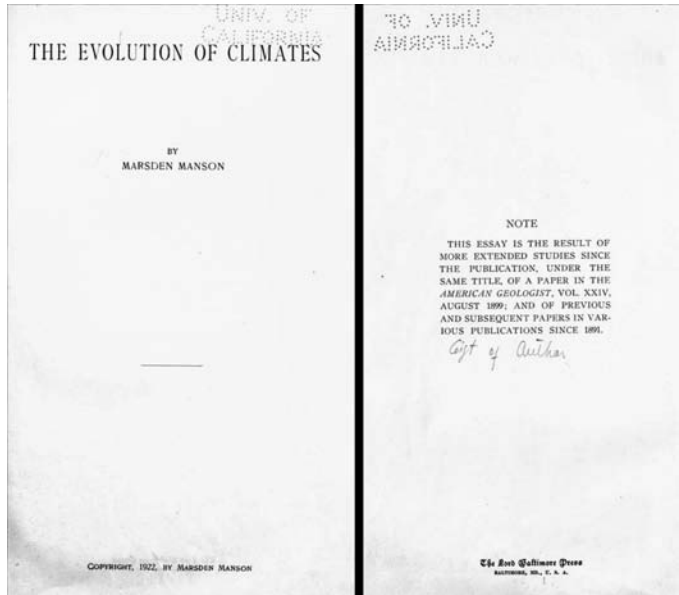 UNIV. OF
CALIFORNIA
THE EVOLUTION OF CLIMATES
BY
MARSDEN MANSON
COPYRIGHT, 1922, BY MARSDEN MANSON
UNIV. OF
CALIFORNIA
NOTE
THIS ESSAY IS THE RESULT OF
MORE EXTENDED STUDIES SINCE
THE PUBLICATION, UNDER THE
SAME TITLE, OF A PAPER IN THE
AMERICAN GEOLOGIST, VOL. XXIV,
AUGUST 1899; AND OF PREVIOUS
AND SUBSEQUENT PAPERS IN VAR-
IOUS PUBLICATIONS SINCE 1891.
Gift of Author
The Lord Baltimore Press
BALTIMORE, MD., U. S. A.